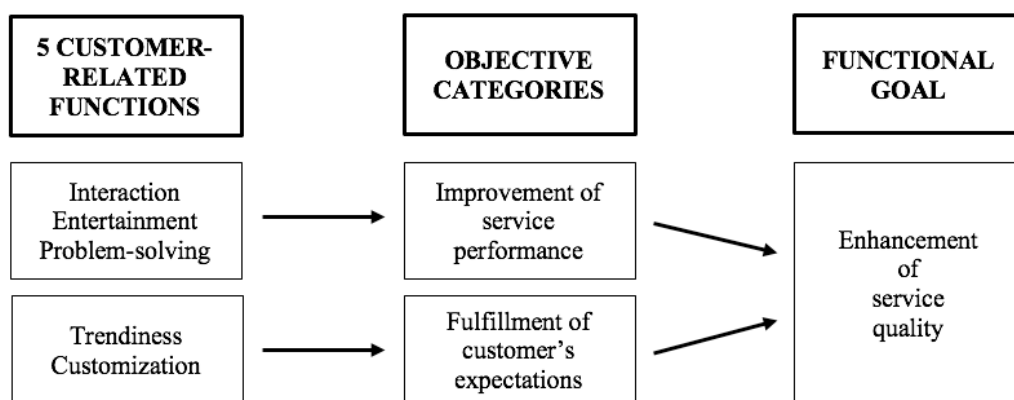 5 CUSTOMER-
RELATED
FUNCTIONS
OBJECTIVE
CATEGORIES
FUNCTIONAL
GOAL
Interaction
Entertainment
Problem-solving
Improvement of
service
performance
Enhancement
of
service
quality
Trendiness
Customization
Fulfillment of
customer’s
expectations